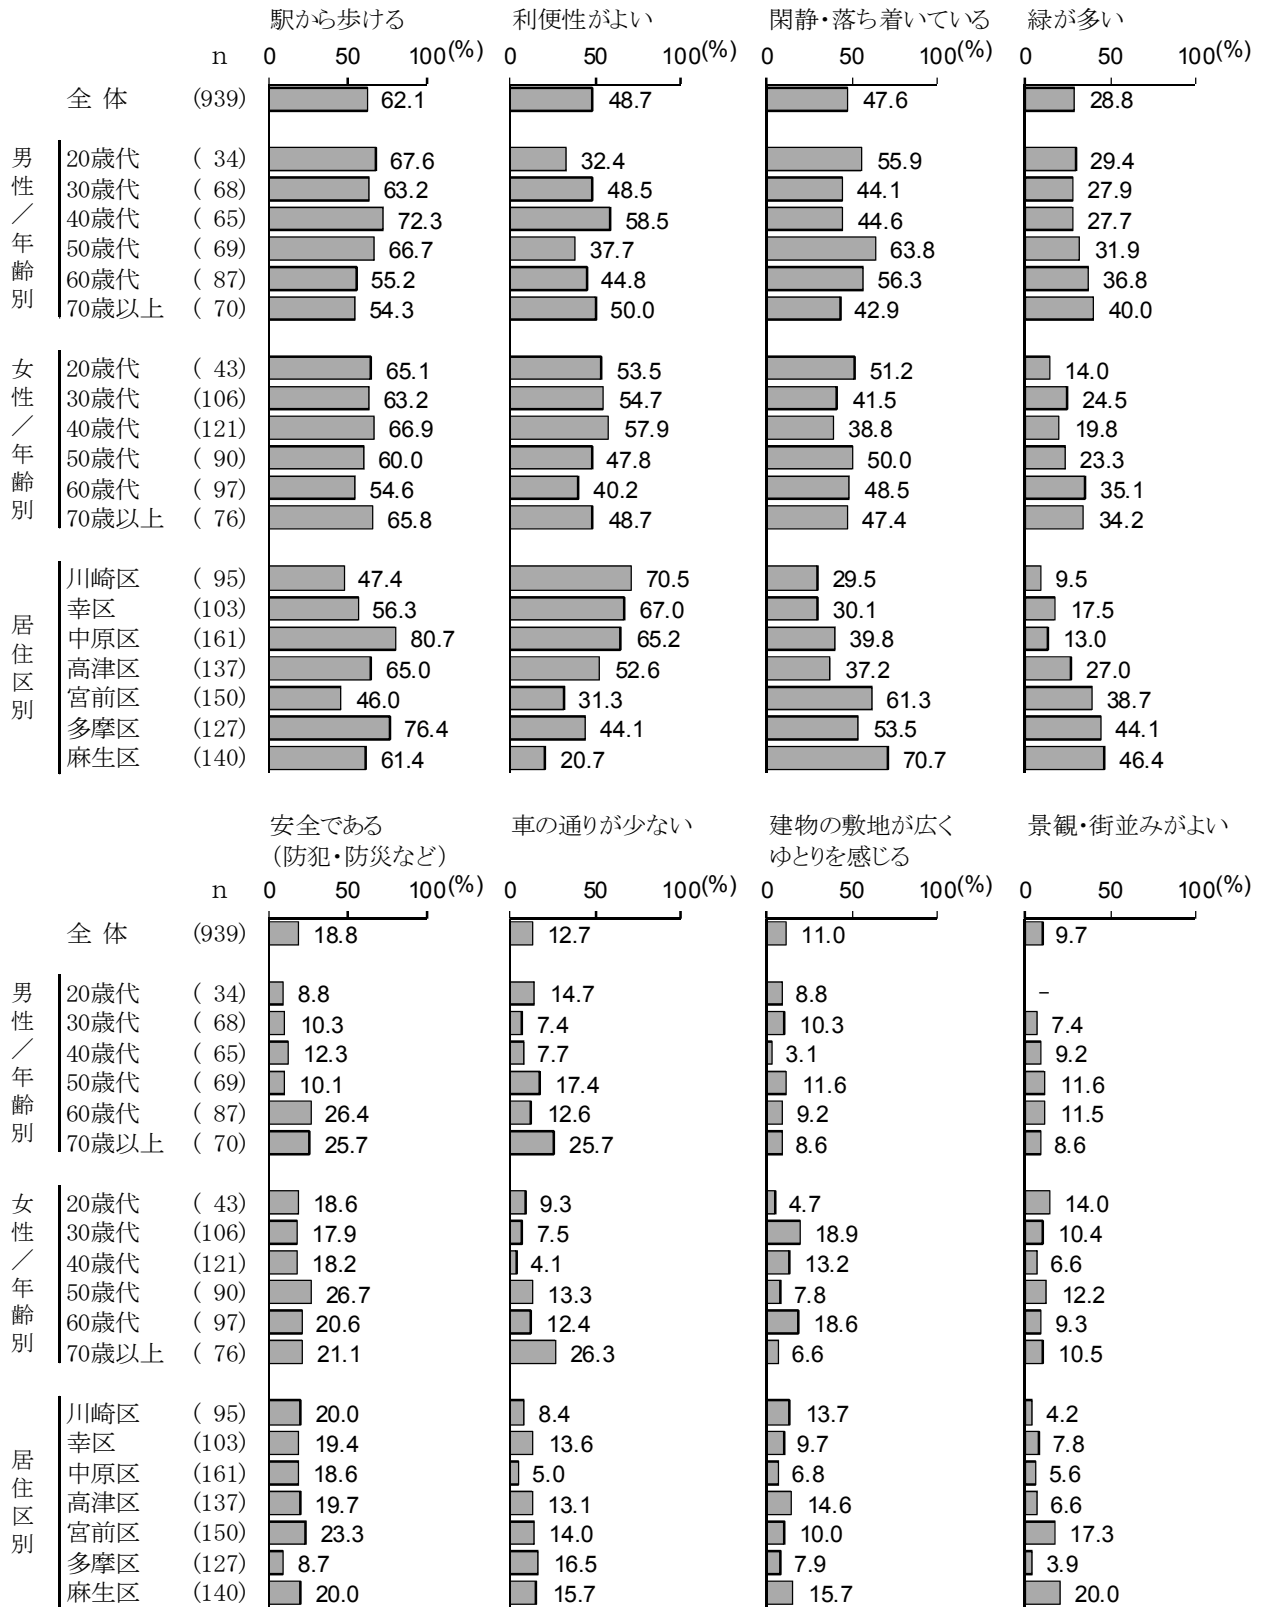 駅から歩ける 利便性がよい 閑静・落ち着いている 緑が多い
n 0 50 100(%) 0 50 100(%) 0 50 100(%) 0 50 100(%)
全 体 (939) 62.1 48.7 47.6 28.8
男性／年齢別
20歳代 ( 34) 67.6 32.4 55.9 29.4
30歳代 ( 68) 63.2 48.5 44.1 27.9
40歳代 ( 65) 72.3 58.5 44.6 27.7
50歳代 ( 69) 66.7 37.7 63.8 31.9
60歳代 ( 87) 55.2 44.8 56.3 36.8
70歳以上 ( 70) 54.3 50.0 42.9 40.0
女性／年齢別
20歳代 ( 43) 65.1 53.5 51.2 14.0
30歳代 (106) 63.2 54.7 41.5 24.5
40歳代 (121) 66.9 57.9 38.8 19.8
50歳代 ( 90) 60.0 47.8 50.0 23.3
60歳代 ( 97) 54.6 40.2 48.5 35.1
70歳以上 ( 76) 65.8 48.7 47.4 34.2
居住区別
川崎区 ( 95) 47.4 70.5 29.5 9.5
幸区 (103) 56.3 67.0 30.1 17.5
中原区 (161) 80.7 65.2 39.8 13.0
高津区 (137) 65.0 52.6 37.2 27.0
宮前区 (150) 46.0 31.3 61.3 38.7
多摩区 (127) 76.4 44.1 53.5 44.1
麻生区 (140) 61.4 20.7 70.7 46.4
安全である 車の通りが少ない 建物の敷地が広く 景観・街並みがよい
（防犯・防災など） ゆとりを感じる
n 0 50 100(%) 0 50 100(%) 0 50 100(%) 0 50 100(%)
全 体 (939) 18.8 12.7 11.0 9.7
男性／年齢別
20歳代 ( 34) 8.8 14.7 8.8 －
30歳代 ( 68) 10.3 7.4 10.3 7.4
40歳代 ( 65) 12.3 7.7 3.1 9.2
50歳代 ( 69) 10.1 17.4 11.6 11.6
60歳代 ( 87) 26.4 12.6 9.2 11.5
70歳以上 ( 70) 25.7 25.7 8.6 8.6
女性／年齢別
20歳代 ( 43) 18.6 9.3 4.7 14.0
30歳代 (106) 17.9 7.5 18.9 10.4
40歳代 (121) 18.2 4.1 13.2 6.6
50歳代 ( 90) 26.7 13.3 7.8 12.2
60歳代 ( 97) 20.6 12.4 18.6 9.3
70歳以上 ( 76) 21.1 26.3 6.6 10.5
居住区別
川崎区 ( 95) 20.0 8.4 13.7 4.2
幸区 (103) 19.4 13.6 9.7 7.8
中原区 (161) 18.6 5.0 6.8 5.6
高津区 (137) 19.7 13.1 14.6 6.6
宮前区 (150) 23.3 14.0 10.0 17.3
多摩区 (127) 8.7 16.5 7.9 3.9
麻生区 (140) 20.0 15.7 15.7 20.0